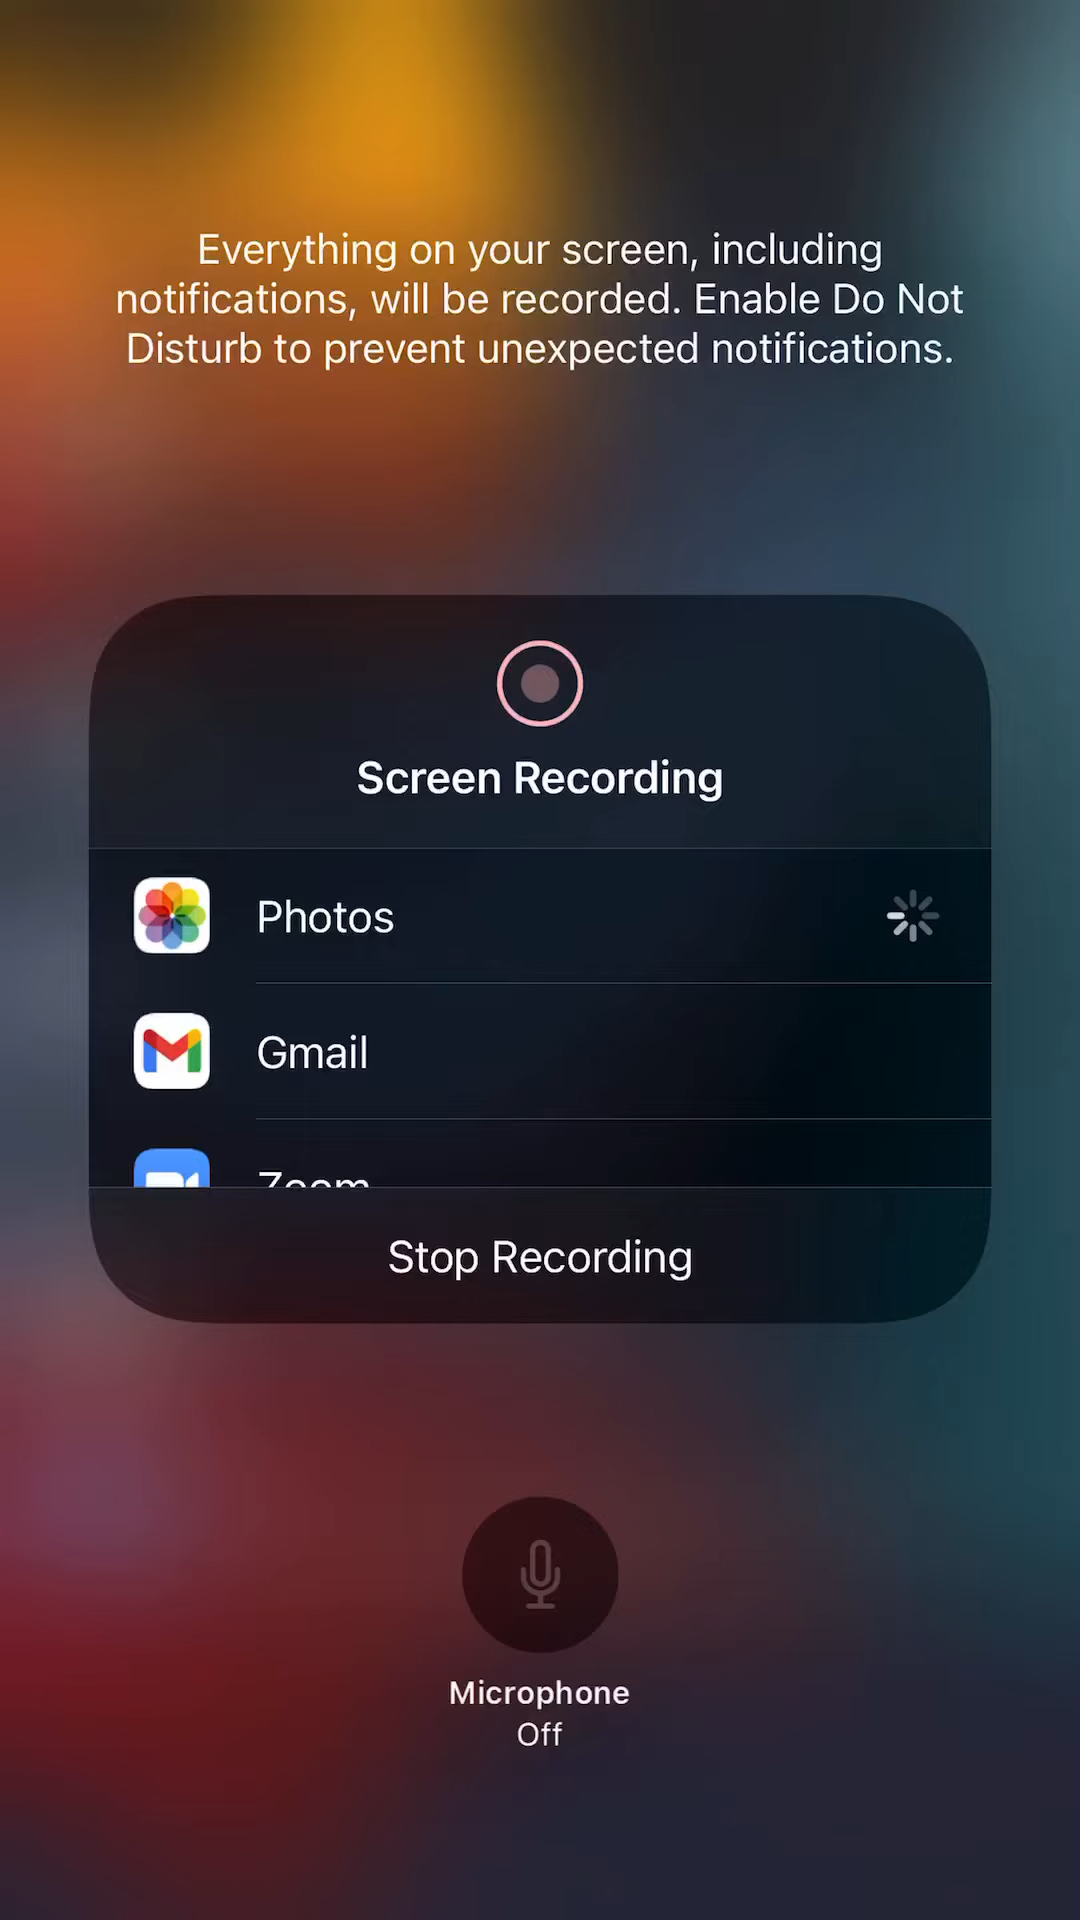 Everything on your screen, including
notifications, will be recorded. Enable Do Not
Disturb to prevent unexpected notifications.
Screen Recording
Photos
Gmail
Zoom
Stop Recording
Microphone
Off